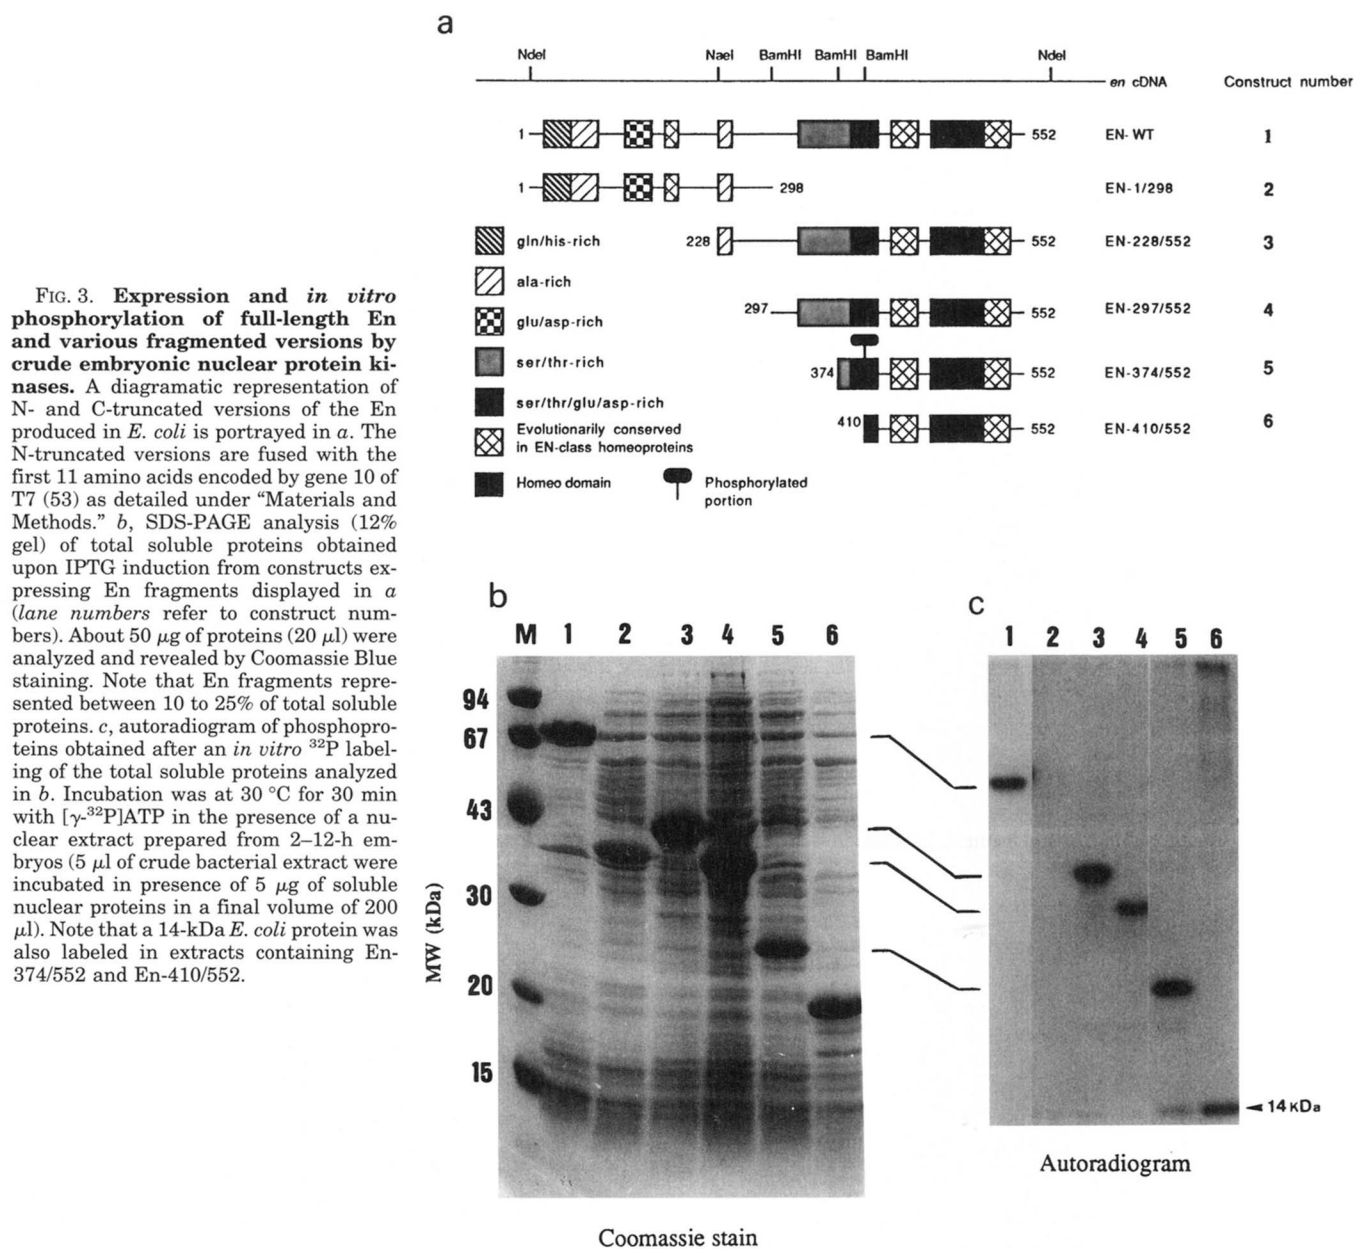 FIG. 3. Expression and in vitro
phosphorylation of full-length En
and various fragmented versions by
crude embryonic nuclear protein ki-
nases. A diagramatic representation of
N- and C-truncated versions of the En
produced in E. coli is portrayed in a. The
N-truncated versions are fused with the
first 11 amino acids encoded by gene 10 of
T7 (53) as detailed under “Materials and
Methods.” b, SDS-PAGE analysis (12%
gel) of total soluble proteins obtained
upon IPTG induction from constructs ex-
pressing En fragments displayed in a
(lane numbers refer to construct num-
bers). About 50 μg of proteins (20 μl) were
analyzed and revealed by Coomassie Blue
staining. Note that En fragments repre-
sented between 10 to 25% of total soluble
proteins. c, autoradiogram of phosphopro-
teins obtained after an in vitro ³²P label-
ing of the total soluble proteins analyzed
in b. Incubation was at 30 °C for 30 min
with [γ-³²P]ATP in the presence of a nu-
clear extract prepared from 2–12-h em-
bryos (5 μl of crude bacterial extract were
incubated in presence of 5 μg of soluble
nuclear proteins in a final volume of 200
μl). Note that a 14-kDa E. coli protein was
also labeled in extracts containing En-
374/552 and En-410/552.
a
NdeI NaeI BamHI BamHI BamHI NdeI
en cDNA Construct number
1 552 EN-WT 1
1 298 EN-1/298 2
228 552 EN-228/552 3
297 552 EN-297/552 4
374 552 EN-374/552 5
410 552 EN-410/552 6
gln/his-rich
ala-rich
glu/asp-rich
ser/thr-rich
ser/thr/glu/asp-rich
Evolutionarily conserved
in EN-class homeoproteins
Homeo domain
Phosphorylated
portion
b
M 1 2 3 4 5 6
94
67
43
30
20
15
MW (kDa)
Coomassie stain
c
1 2 3 4 5 6
14 kDa
Autoradiogram